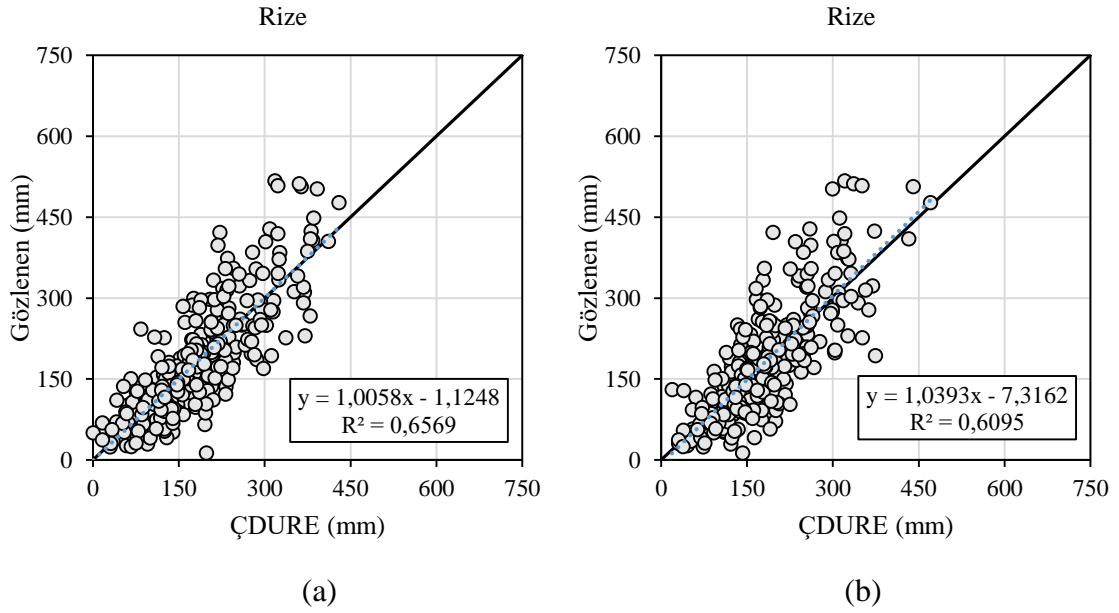 Rize
750
600
450
300
150
0
Gözlenen (mm)
y = 1,0058x - 1,1248
R² = 0,6569
0 150 300 450 600 750
ÇDURE (mm)
(a)
Rize
750
600
450
300
150
0
Gözlenen (mm)
y = 1,0393x - 7,3162
R² = 0,6095
0 150 300 450 600 750
ÇDURE (mm)
(b)